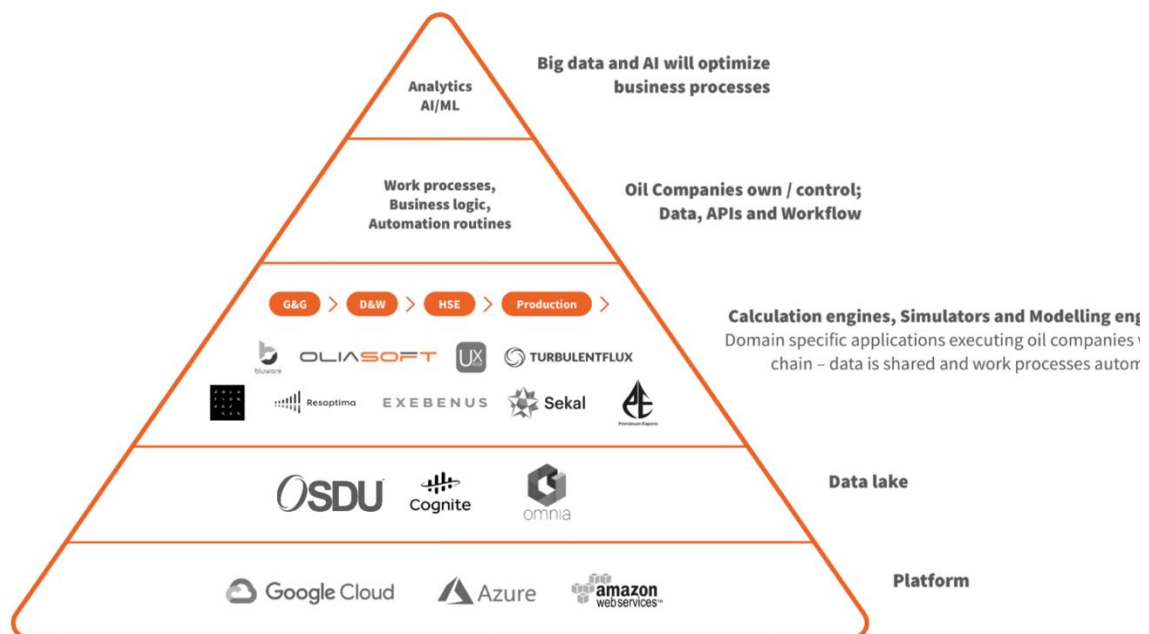 Analytics
AI/ML
Big data and AI will optimize
business processes
Work processes,
Business logic,
Automation routines
Oil Companies own / control;
Data, APIs and Workflow
G&G > D&W > HSE > Production >
Calculation engines, Simulators and Modelling eng
Domain specific applications executing oil companies
chain – data is shared and work processes autom
bluware OLIASOFT UX TURBULENTFLUX
Resoptima EXEBENUS Sekal Petroleum Experts
OSDU Cognite omnia
Data lake
Google Cloud Azure amazon
web services™
Platform